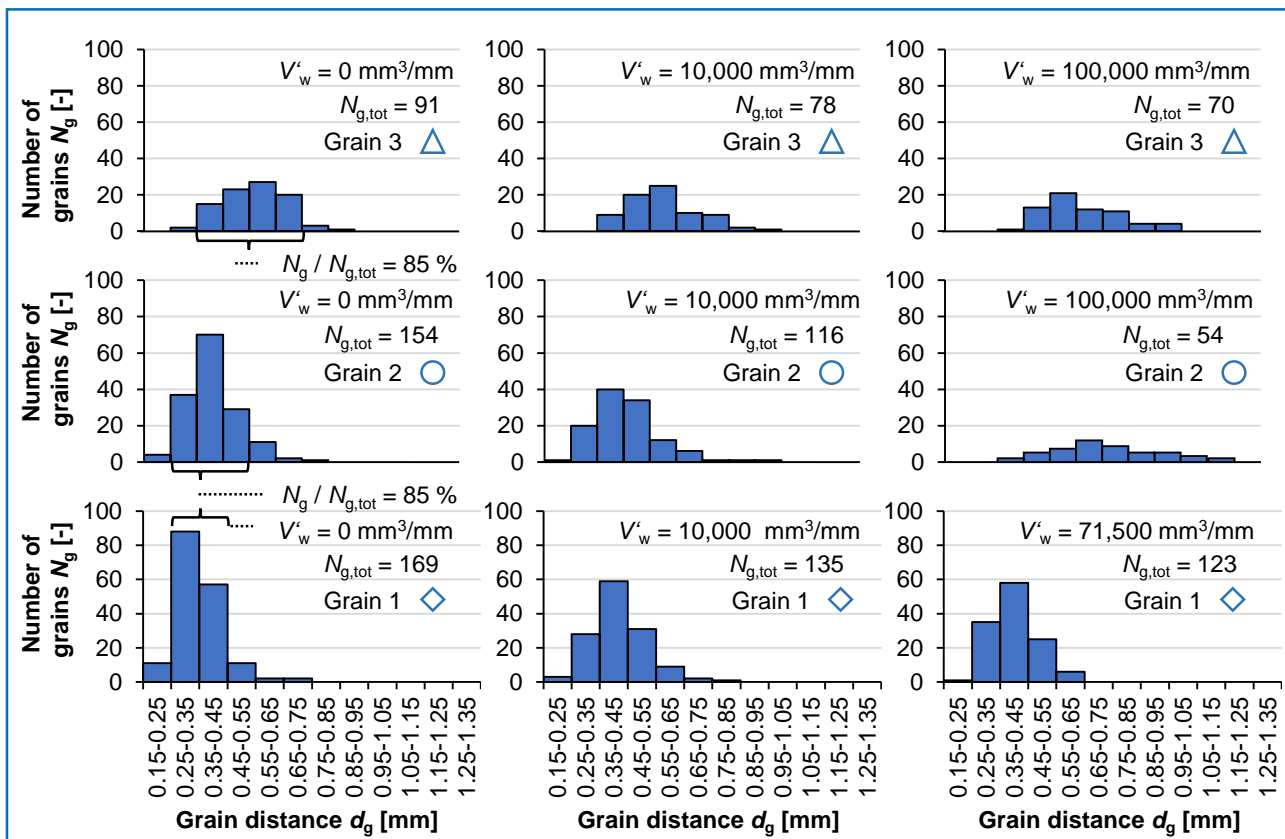 Number of
grains Ng [-]
100
80
60
40
20
0
V‘w = 0 mm³/mm
Ng,tot = 91
Grain 3
Ng / Ng,tot = 85 %
100
80
60
40
20
0
V‘w = 10,000 mm³/mm
Ng,tot = 78
Grain 3
100
80
60
40
20
0
V‘w = 100,000 mm³/mm
Ng,tot = 70
Grain 3
Number of
grains Ng [-]
100
80
60
40
20
0
V‘w = 0 mm³/mm
Ng,tot = 154
Grain 2
Ng / Ng,tot = 85 %
100
80
60
40
20
0
V‘w = 10,000 mm³/mm
Ng,tot = 116
Grain 2
100
80
60
40
20
0
V‘w = 100,000 mm³/mm
Ng,tot = 54
Grain 2
Number of
grains Ng [-]
100
80
60
40
20
0
V‘w = 0 mm³/mm
Ng,tot = 169
Grain 1
100
80
60
40
20
0
V‘w = 10,000 mm³/mm
Ng,tot = 135
Grain 1
100
80
60
40
20
0
V‘w = 71,500 mm³/mm
Ng,tot = 123
Grain 1
0.15-0.25
0.25-0.35
0.35-0.45
0.45-0.55
0.55-0.65
0.65-0.75
0.75-0.85
0.85-0.95
0.95-1.05
1.05-1.15
1.15-1.25
1.25-1.35
Grain distance dg [mm]
0.15-0.25
0.25-0.35
0.35-0.45
0.45-0.55
0.55-0.65
0.65-0.75
0.75-0.85
0.85-0.95
0.95-1.05
1.05-1.15
1.15-1.25
1.25-1.35
Grain distance dg [mm]
0.15-0.25
0.25-0.35
0.35-0.45
0.45-0.55
0.55-0.65
0.65-0.75
0.75-0.85
0.85-0.95
0.95-1.05
1.05-1.15
1.15-1.25
1.25-1.35
Grain distance dg [mm]